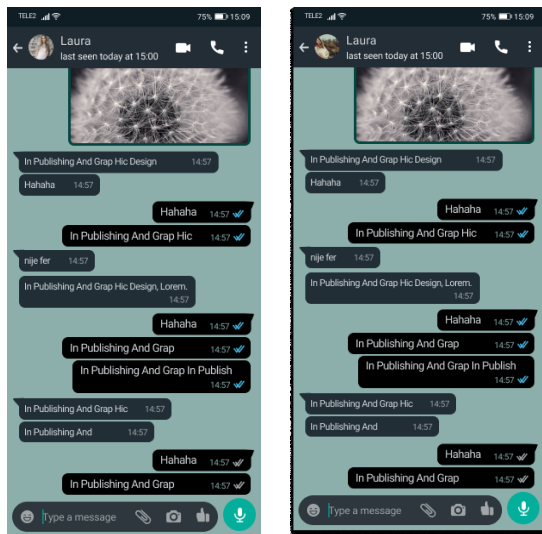 TELE2 75% 15:09
Laura
last seen today at 15:00
In Publishing And Grap Hic Design 14:57
Hahaha 14:57
Hahaha 14:57
In Publishing And Grap Hic 14:57
nije fer 14:57
In Publishing And Grap Hic Design, Lorem.
14:57
Hahaha 14:57
In Publishing And Grap 14:57
In Publishing And Grap In Publish
14:57
In Publishing And Grap Hic 14:57
In Publishing And 14:57
Hahaha 14:57
In Publishing And Grap 14:57
Type a message
TELE2 75% 15:09
Laura
last seen today at 15:00
In Publishing And Grap Hic Design 14:57
Hahaha 14:57
Hahaha 14:57
In Publishing And Grap Hic 14:57
nije fer 14:57
In Publishing And Grap Hic Design, Lorem.
14:57
Hahaha 14:57
In Publishing And Grap 14:57
In Publishing And Grap In Publish
14:57
In Publishing And Grap Hic 14:57
In Publishing And 14:57
Hahaha 14:57
In Publishing And Grap 14:57
Type a message